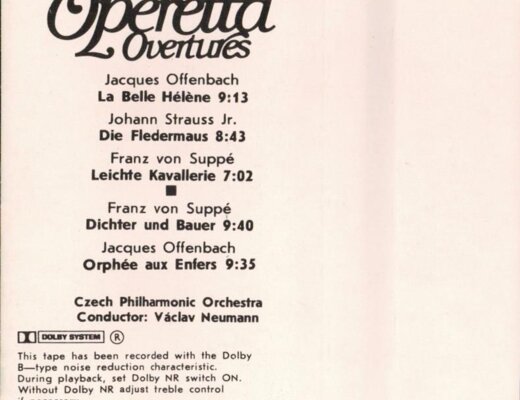 Operetta
Overtures
Jacques Offenbach
La Belle Hélène 9:13
Johann Strauss Jr.
Die Fledermaus 8:43
Franz von Suppé
Leichte Kavallerie 7:02
Franz von Suppé
Dichter und Bauer 9:40
Jacques Offenbach
Orphée aux Enfers 9:35
Czech Philharmonic Orchestra
Conductor: Václav Neumann
DOLBY SYSTEM ®
This tape has been recorded with the Dolby
B—type noise reduction characteristic.
During playback, set Dolby NR switch ON.
Without Dolby NR adjust treble control
if necessary